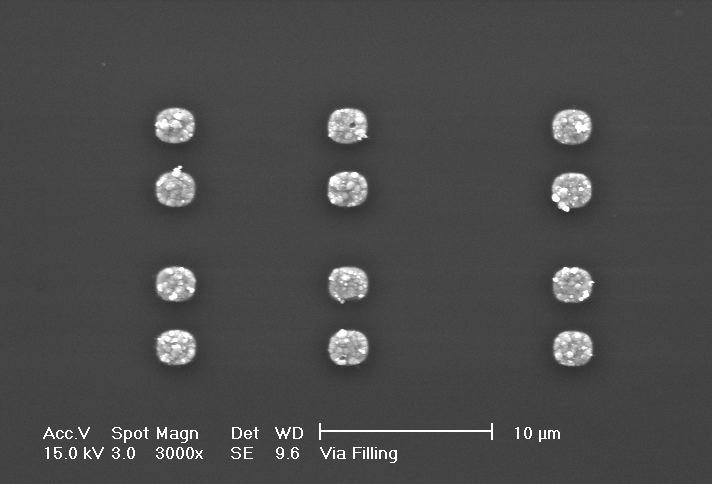 Acc.V Spot Magn Det WD 10 µm
15.0 kV 3.0 3000x SE 9.6 Via Filling